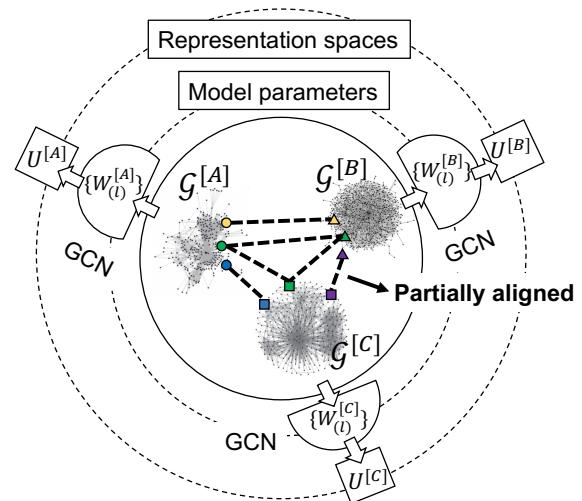 Representation spaces
Model parameters
U^{[A]}
{W_{(l)}^{[A]}}
𝒢^{[A]}
𝒢^{[B]}
{W_{(l)}^{[B]}}
U^{[B]}
GCN
GCN
Partially aligned
𝒢^{[C]}
{W_{(l)}^{[C]}}
GCN
U^{[C]}